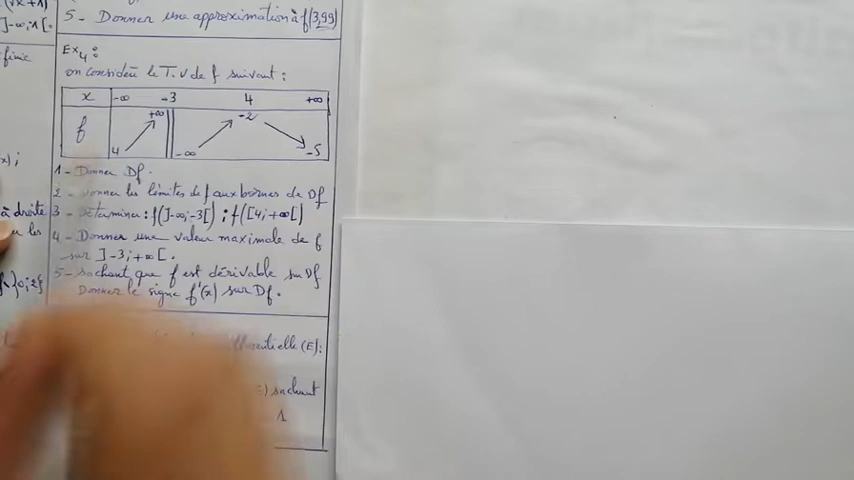 5 - Donner une approximation à f(3,99)
]-∞,1[.
Ex4:
on considère le T.V de f suivant :
x -∞ -3 4 +∞
f 4 +∞ -∞ -2 -5
1 - Donner Df.
2 - Donner les limites de f aux bornes de Df
à droite
3 - Déterminer : f(]-∞;-3[) ; f([4;+∞[)
4 - Donner une valeur maximale de f
sur ]-3;+∞[.
5 - sachant que f est dérivable sur Df
Donner le signe f'(x) sur Df.
(E):
sachant
1